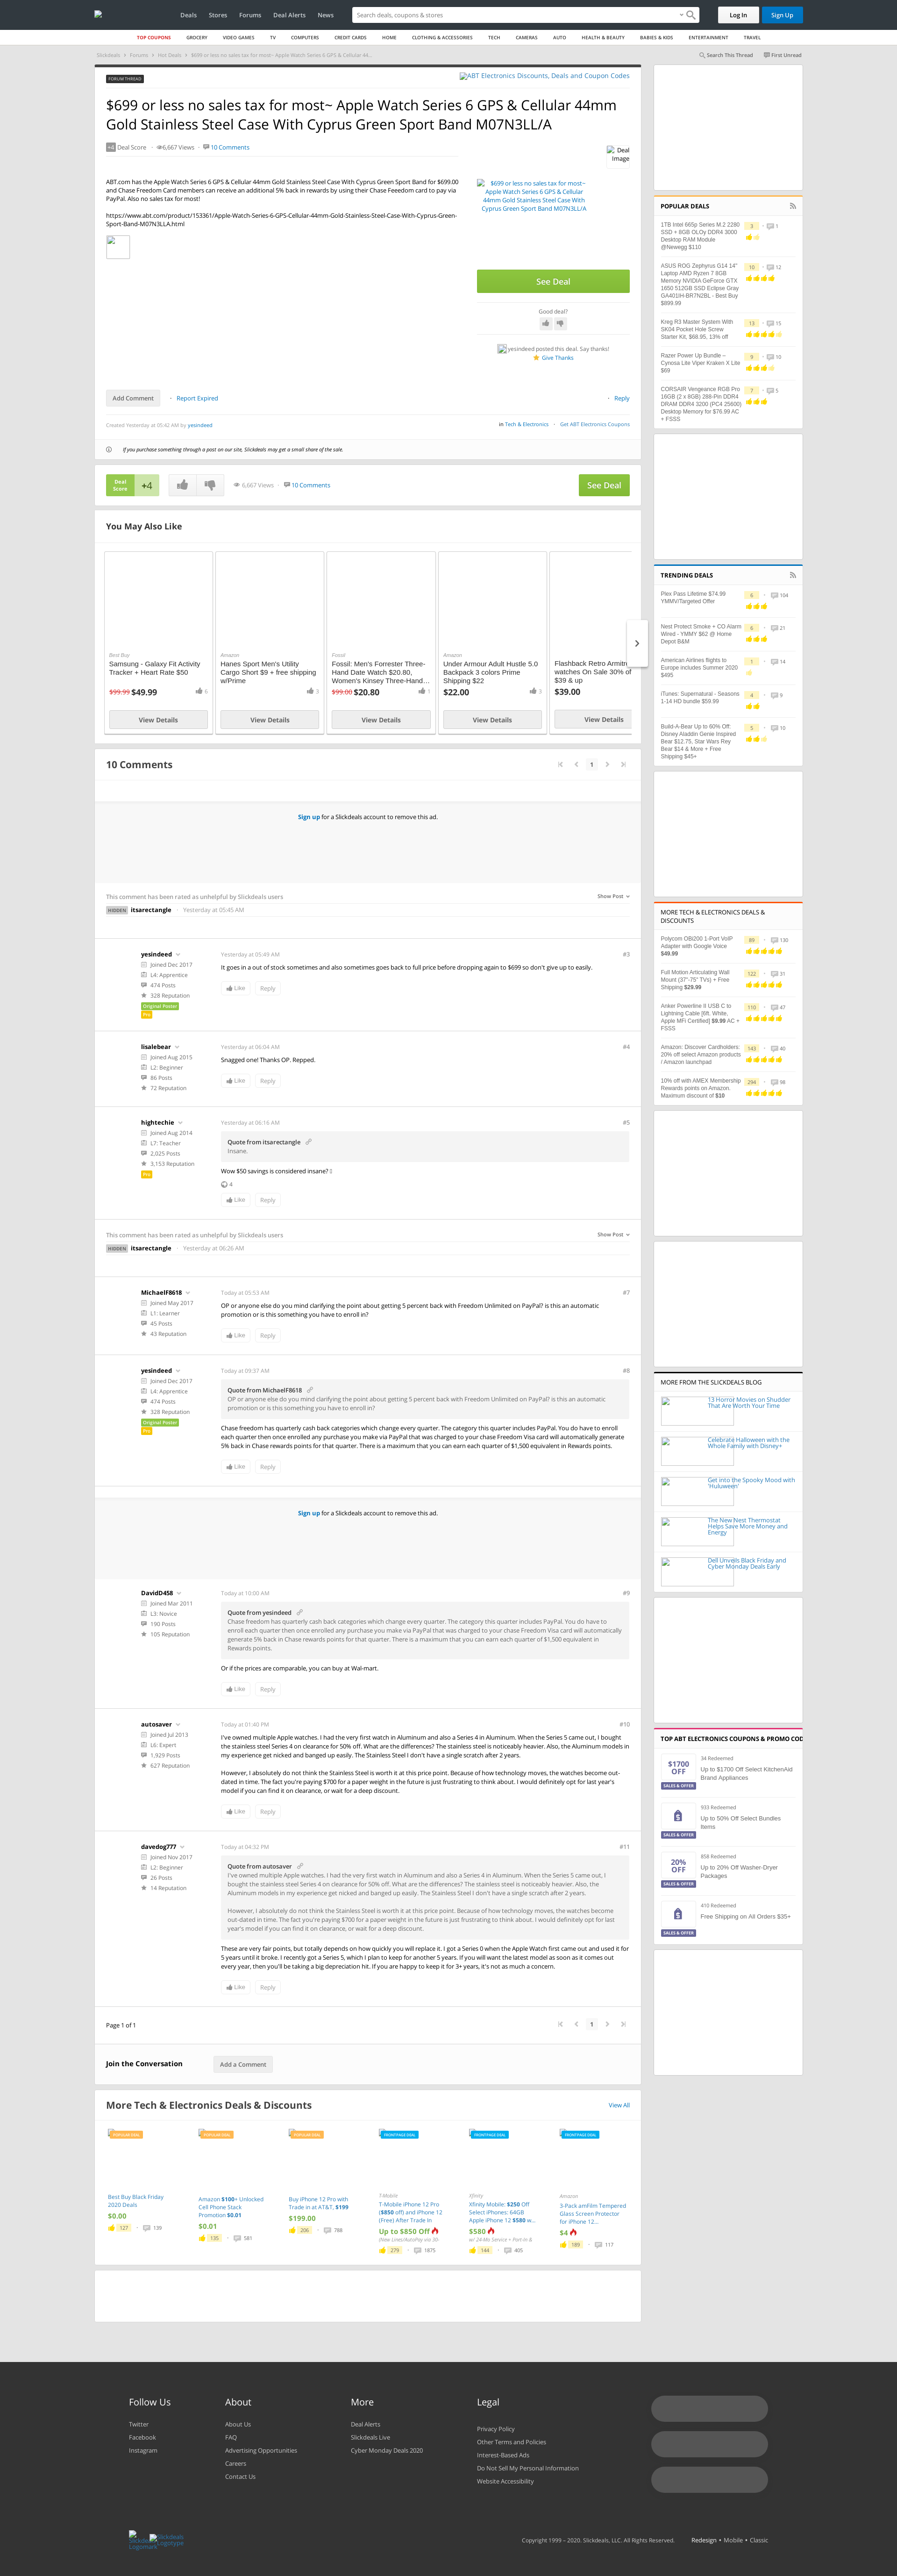 Deals Stores Forums Deal Alerts News
Search deals, coupons & stores
Log In
Sign Up
TOP COUPONS GROCERY VIDEO GAMES TV COMPUTERS CREDIT CARDS HOME CLOTHING & ACCESSORIES TECH CAMERAS AUTO HEALTH & BEAUTY BABIES & KIDS ENTERTAINMENT TRAVEL
Slickdeals > Forums > Hot Deals > $699 or less no sales tax for most~ Apple Watch Series 6 GPS & Cellular 44...
Search This Thread First Unread
FORUM THREAD
ABT Electronics Discounts, Deals and Coupon Codes
$699 or less no sales tax for most~ Apple Watch Series 6 GPS & Cellular 44mm
Gold Stainless Steel Case With Cyprus Green Sport Band M07N3LL/A
+4 Deal Score 6,667 Views 10 Comments
Deal
Image
ABT.com has the Apple Watch Series 6 GPS & Cellular 44mm Gold Stainless Steel Case With Cyprus Green Sport Band for $699.00
and Chase Freedom Card members can receive an additional 5% back in rewards by using their Chase Feeedom card to pay via
PayPal. Also no sales tax for most!
https://www.abt.com/product/153361/Apple-Watch-Series-6-GPS-Cellular-44mm-Gold-Stainless-Steel-Case-With-Cyprus-Green-
Sport-Band-M07N3LLA.html
$699 or less no sales tax for most~
Apple Watch Series 6 GPS & Cellular
44mm Gold Stainless Steel Case With
Cyprus Green Sport Band M07N3LL/A
See Deal
Good deal?
yesindeed posted this deal. Say thanks!
Give Thanks
Add Comment Report Expired Reply
Created Yesterday at 05:42 AM by yesindeed
in Tech & Electronics Get ABT Electronics Coupons
If you purchase something through a post on our site, Slickdeals may get a small share of the sale.
Deal
Score
+4
6,667 Views 10 Comments
See Deal
You May Also Like
Best Buy
Samsung - Galaxy Fit Activity
Tracker + Heart Rate $50
$99.99 $49.99 6
View Details
Amazon
Hanes Sport Men's Utility
Cargo Short $9 + free shipping
w/Prime
3
View Details
Fossil
Fossil: Men's Forrester Three-
Hand Date Watch $20.80,
Women's Kinsey Three-Hand...
$99.00 $20.80 1
View Details
Amazon
Under Armour Adult Hustle 5.0
Backpack 3 colors Prime
Shipping $22
$22.00 3
View Details
Flashback Retro Armitron
watches On Sale 30% of
$39 & up
$39.00
View Details
10 Comments
1
Sign up for a Slickdeals account to remove this ad.
This comment has been rated as unhelpful by Slickdeals users
Show Post
HIDDEN itsarectangle Yesterday at 05:45 AM
yesindeed
Joined Dec 2017
L4: Apprentice
474 Posts
328 Reputation
Original Poster
Pro
Yesterday at 05:49 AM
#3
It goes in a out of stock sometimes and also sometimes goes back to full price before dropping again to $699 so don't give up to easily.
Like Reply
lisalebear
Joined Aug 2015
L2: Beginner
86 Posts
72 Reputation
Yesterday at 06:04 AM
#4
Snagged one! Thanks OP. Repped.
Like Reply
hightechie
Joined Aug 2014
L7: Teacher
2,025 Posts
3,153 Reputation
Pro
Yesterday at 06:16 AM
#5
Quote from itsarectangle
Insane.
Wow $50 savings is considered insane?
4
Like Reply
This comment has been rated as unhelpful by Slickdeals users
Show Post
HIDDEN itsarectangle Yesterday at 06:26 AM
MichaelF8618
Joined May 2017
L1: Learner
45 Posts
43 Reputation
Today at 05:53 AM
#7
OP or anyone else do you mind clarifying the point about getting 5 percent back with Freedom Unlimited on PayPal? is this an automatic
promotion or is this something you have to enroll in?
Like Reply
yesindeed
Joined Dec 2017
L4: Apprentice
474 Posts
328 Reputation
Original Poster
Pro
Today at 09:37 AM
#8
Quote from MichaelF8618
OP or anyone else do you mind clarifying the point about getting 5 percent back with Freedom Unlimited on PayPal? is this an automatic
promotion or is this something you have to enroll in?
Chase freedom has quarterly cash back categories which change every quarter. The category this quarter includes PayPal. You do have to
enroll each quarter then once enrolled any purchase you make via PayPal that was charged to your chase Freedom Visa card will automatically generate
5% back in Chase rewards points for that quarter. There is a maximum that you can earn each quarter of $1,500 equivalent in Rewards points.
Like Reply
Sign up for a Slickdeals account to remove this ad.
DavidD458
Joined Mar 2011
L3: Novice
190 Posts
105 Reputation
Today at 10:00 AM
#9
Quote from yesindeed
Chase freedom has quarterly cash back categories which change every quarter. The category this quarter includes PayPal. You do have to
enroll each quarter then once enrolled any purchase you make via PayPal that was charged to your chase Freedom Visa card will automatically
generate 5% back in Chase rewards points for that quarter. There is a maximum that you can earn each quarter of $1,500 equivalent in
Rewards points.
Or if the prices are comparable, you can buy at Wal-mart.
Like Reply
autosaver
Joined Jul 2013
L6: Expert
1,929 Posts
627 Reputation
Today at 01:40 PM
#10
I've owned multiple Apple watches. I had the very first watch in Aluminum and also a Series 4 in Aluminum. When the Series 5 came out, I bought
the stainless steel Series 4 on clearance for 50% off. What are the differences? The stainless steel is noticeably heavier. Also, the Aluminum models in
my experience get nicked and banged up easily. The Stainless Steel I don't have a single scratch after 2 years.
However, I absolutely do not think the Stainless Steel is worth it at this price point. Because of how technology moves, the watches become out-
dated in time. The fact you're paying $700 for a paper weight in the future is just frustrating to think about. I would definitely opt for last year's
model if you can find it on clearance, or wait for a deep discount.
Like Reply
davedog777
Joined Nov 2017
L2: Beginner
26 Posts
14 Reputation
Today at 04:32 PM
#11
Quote from autosaver
I've owned multiple Apple watches. I had the very first watch in Aluminum and also a Series 4 in Aluminum. When the Series 5 came out, I
bought the stainless steel Series 4 on clearance for 50% off. What are the differences? The stainless steel is noticeably heavier. Also, the
Aluminum models in my experience get nicked and banged up easily. The Stainless Steel I don't have a single scratch after 2 years.
However, I absolutely do not think the Stainless Steel is worth it at this price point. Because of how technology moves, the watches become
out-dated in time. The fact you're paying $700 for a paper weight in the future is just frustrating to think about. I would definitely opt for last
year's model if you can find it on clearance, or wait for a deep discount.
These are very fair points, but totally depends on how quickly you will replace it. I got a Series 0 when the Apple Watch first came out and used it for
5 years until it broke. I recently got a Series 5, which I plan to keep for another 5 years. If you will want the latest model as soon as it comes out
every year, then you'll be taking a big depreciation hit. If you are happy to keep it for 3+ years, it's not as much a concern.
Like Reply
Page 1 of 1
1
Join the Conversation
Add a Comment
More Tech & Electronics Deals & Discounts
View All
POPULAR DEAL
Best Buy Black Friday
2020 Deals
$0.00
127 139
POPULAR DEAL
Amazon $100+ Unlocked
Cell Phone Stack
Promotion $0.01
$0.01
135 581
POPULAR DEAL
Buy iPhone 12 Pro with
Trade in at AT&T, $199
$199.00
206 788
FRONTPAGE DEAL
T-Mobile
T-Mobile iPhone 12 Pro
($850 off) and iPhone 12
(Free) After Trade In
Up to $850 Off
(New Lines/AutoPay via 30-
279 1875
FRONTPAGE DEAL
Xfinity
Xfinity Mobile: $250 Off
Select iPhones: 64GB
Apple iPhone 12 $580 w...
$580
w/ 24-Mo Service + Port-in &
144 405
FRONTPAGE DEAL
Amazon
3-Pack amFilm Tempered
Glass Screen Protector
for iPhone 12...
$4
189 117
POPULAR DEALS
1TB Intel 665p Series M.2 2280
SSD + 8GB OLOy DDR4 3000
Desktop RAM Module
@Newegg $110
3 1
ASUS ROG Zephyrus G14 14"
Laptop AMD Ryzen 7 8GB
Memory NVIDIA GeForce GTX
1650 512GB SSD Eclipse Gray
GA401IH-BR7N2BL - Best Buy
$899.99
10 12
Kreg R3 Master System With
SK04 Pocket Hole Screw
Starter Kit, $68.95, 13% off
13 15
Razer Power Up Bundle –
Cynosa Lite Viper Kraken X Lite
$69
9 10
CORSAIR Vengeance RGB Pro
16GB (2 x 8GB) 288-Pin DDR4
DRAM DDR4 3200 (PC4 25600)
Desktop Memory for $76.99 AC
+ FSSS
7 5
TRENDING DEALS
Plex Pass Lifetime $74.99
YMMV/Targeted Offer
6 104
Nest Protect Smoke + CO Alarm
Wired - YMMV $62 @ Home
Depot B&M
6 21
American Airlines flights to
Europe includes Summer 2020
$495
1 14
iTunes: Supernatural - Seasons
1-14 HD bundle $59.99
4 9
Build-A-Bear Up to 60% Off:
Disney Aladdin Genie Inspired
Bear $12.75, Star Wars Rey
Bear $14 & More + Free
Shipping $45+
5 10
MORE TECH & ELECTRONICS DEALS &
DISCOUNTS
Polycom OBi200 1-Port VoIP
Adapter with Google Voice
$49.99
88 130
Full Motion Articulating Wall
Mount (37"-75" TVs) + Free
Shipping $29.99
122 31
Anker Powerline II USB C to
Lightning Cable [6ft, White,
Apple MFi Certified] $9.99 AC +
FSSS
110 47
Amazon: Discover Cardholders:
20% off select Amazon products
/ Amazon launchpad
143 40
10% off with AMEX Membership
Rewards points on Amazon.
Maximum discount of $10
294 98
MORE FROM THE SLICKDEALS BLOG
13 Horror Movies on Shudder
That Are Worth Your Time
Celebrate Halloween with the
Whole Family with Disney+
Get into the Spooky Mood with
'Huluween'
The New Nest Thermostat
Helps Save More Money and
Energy
Dell Unveils Black Friday and
Cyber Monday Deals Early
TOP ABT ELECTRONICS COUPONS & PROMO COD
$1700
OFF
SALES & OFFER
34 Redeemed
Up to $1700 Off Select KitchenAid
Brand Appliances
SALES & OFFER
933 Redeemed
Up to 50% Off Select Bundles
Items
20%
OFF
SALES & OFFER
858 Redeemed
Up to 20% Off Washer-Dryer
Packages
SALES & OFFER
410 Redeemed
Free Shipping on All Orders $35+
Follow Us
Twitter
Facebook
Instagram
About
About Us
FAQ
Advertising Opportunities
Careers
Contact Us
More
Deal Alerts
Slickdeals Live
Cyber Monday Deals 2020
Legal
Privacy Policy
Other Terms and Policies
Interest-Based Ads
Do Not Sell My Personal Information
Website Accessibility
Slickdeals
Logotype
Copyright 1999 – 2020. Slickdeals, LLC. All Rights Reserved. Redesign • Mobile • Classic